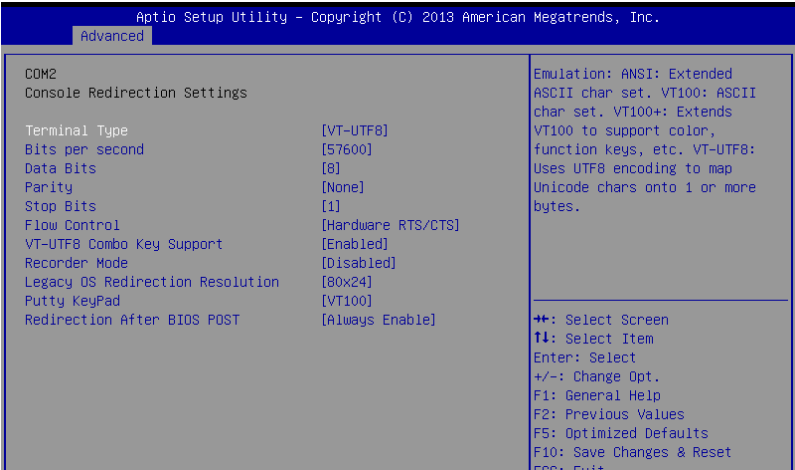 Aptio Setup Utility – Copyright (C) 2013 American Megatrends, Inc.
Advanced
COM2
Console Redirection Settings
Terminal Type [VT-UTF8]
Bits per second [57600]
Data Bits [8]
Parity [None]
Stop Bits [1]
Flow Control [Hardware RTS/CTS]
VT-UTF8 Combo Key Support [Enabled]
Recorder Mode [Disabled]
Legacy OS Redirection Resolution [80x24]
Putty KeyPad [VT100]
Redirection After BIOS POST [Always Enable]
Emulation: ANSI: Extended
ASCII char set. VT100: ASCII
char set. VT100+: Extends
VT100 to support color,
function keys, etc. VT-UTF8:
Uses UTF8 encoding to map
Unicode chars onto 1 or more
bytes.
→←: Select Screen
↑↓: Select Item
Enter: Select
+/-: Change Opt.
F1: General Help
F2: Previous Values
F5: Optimized Defaults
F10: Save Changes & Reset
ESC: Exit